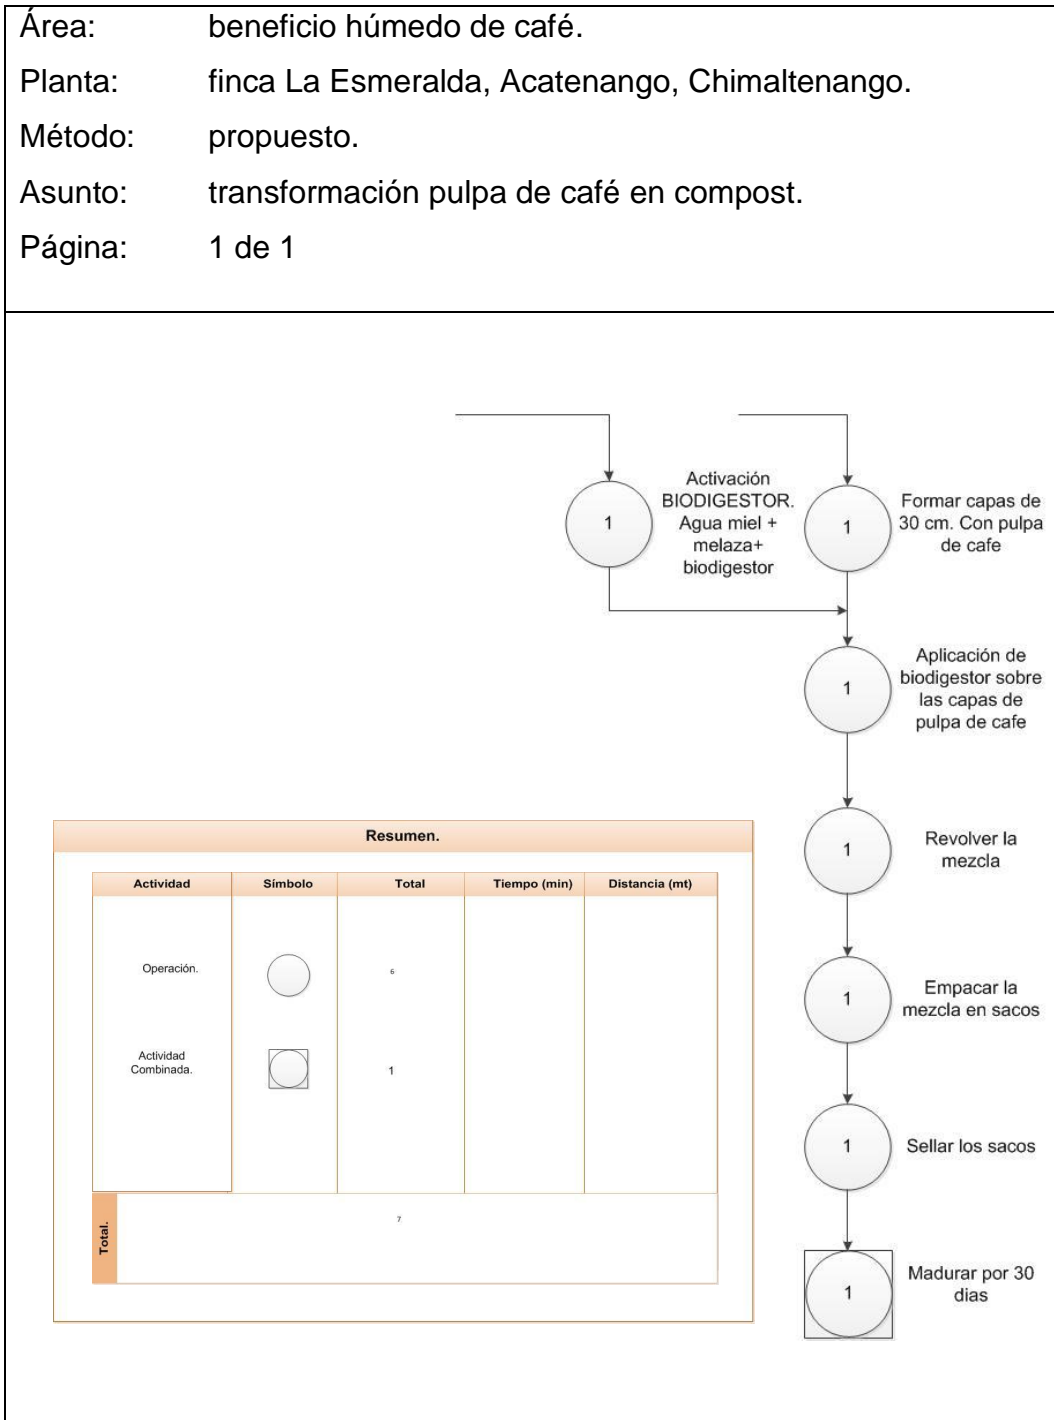 Área: beneficio húmedo de café.
Planta: finca La Esmeralda, Acatenango, Chimaltenango.
Método: propuesto.
Asunto: transformación pulpa de café en compost.
Página: 1 de 1
1
Activación
BIODIGESTOR.
Agua miel +
melaza+
biodigestor
1
Formar capas de
30 cm. Con pulpa
de cafe
1
Aplicación de
biodigestor sobre
las capas de
pulpa de cafe
1
Revolver la
mezcla
1
Empacar la
mezcla en sacos
1
Sellar los sacos
1
Madurar por 30
dias
Resumen.
Actividad Símbolo Total Tiempo (min) Distancia (mt)
Operación. 6
Actividad
Combinada. 1
Total. 7